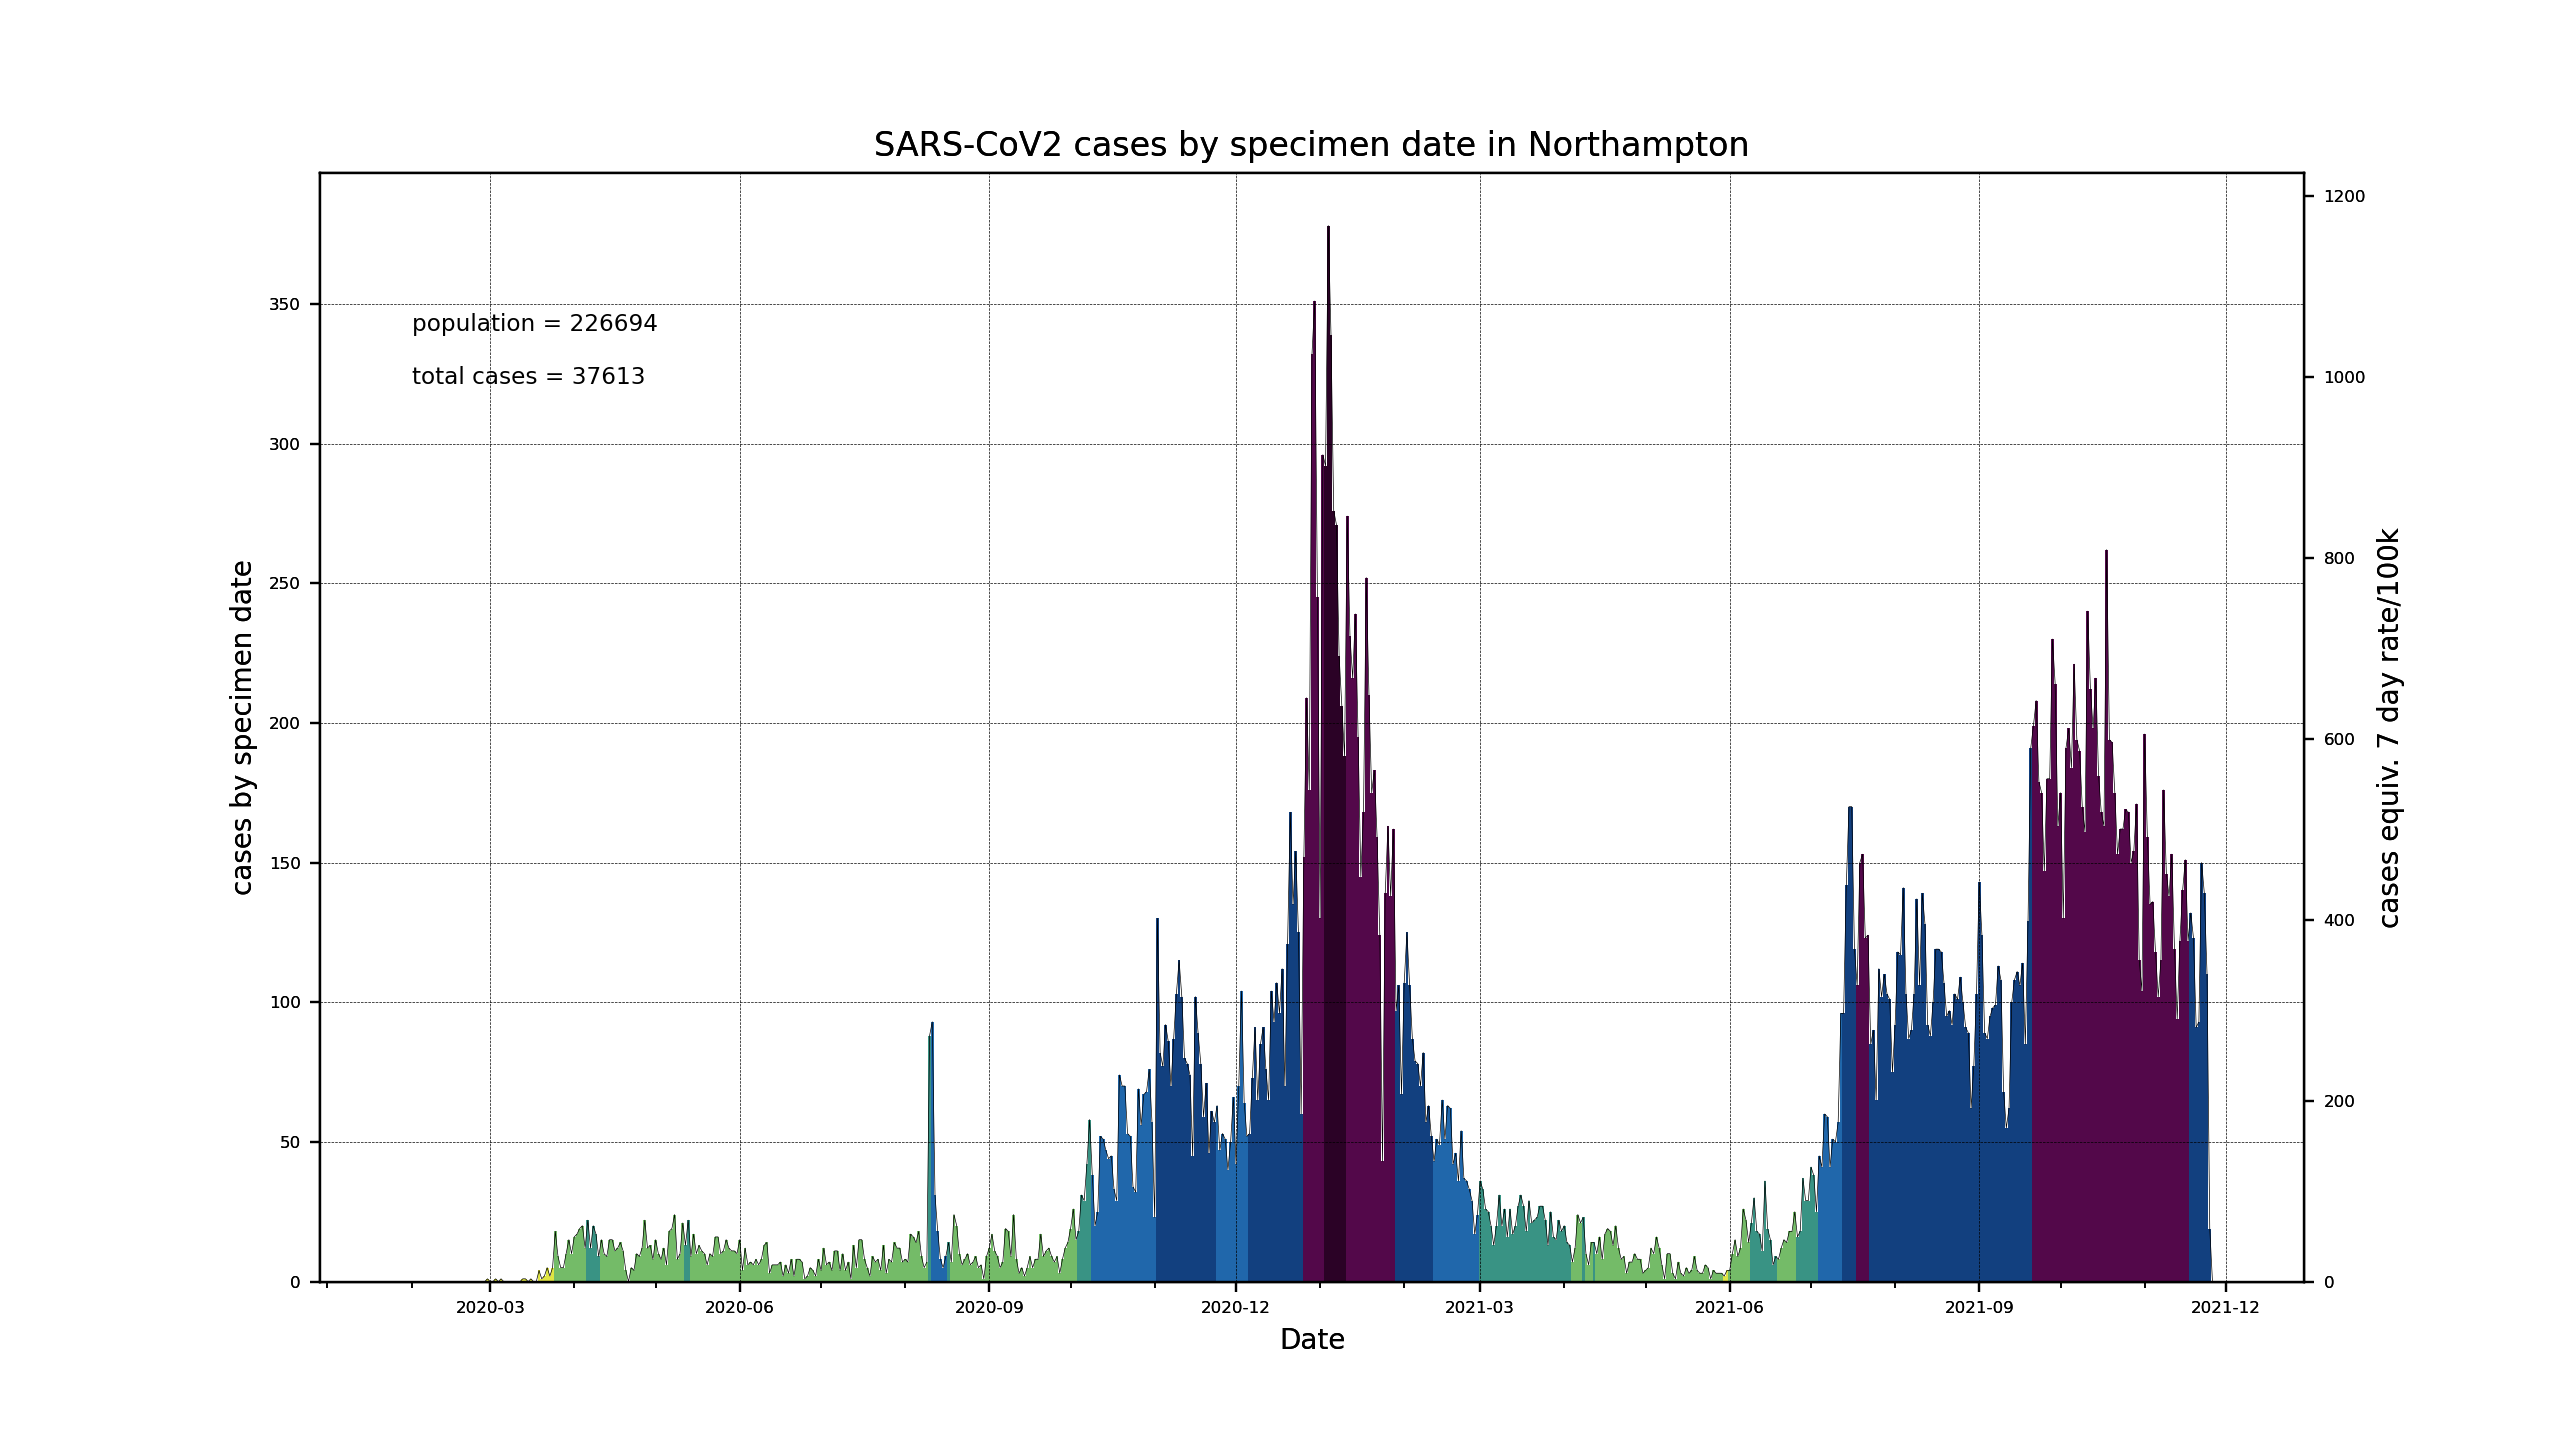 SARS-CoV2 cases by specimen date in Northampton
population = 226694
total cases = 37613
cases by specimen date
350
300
250
200
150
100
50
0
1200
1000
800
600
400
200
0
cases equiv. 7 day rate/100k
2020-03 2020-06 2020-09 2020-12 2021-03 2021-06 2021-09 2021-12
Date